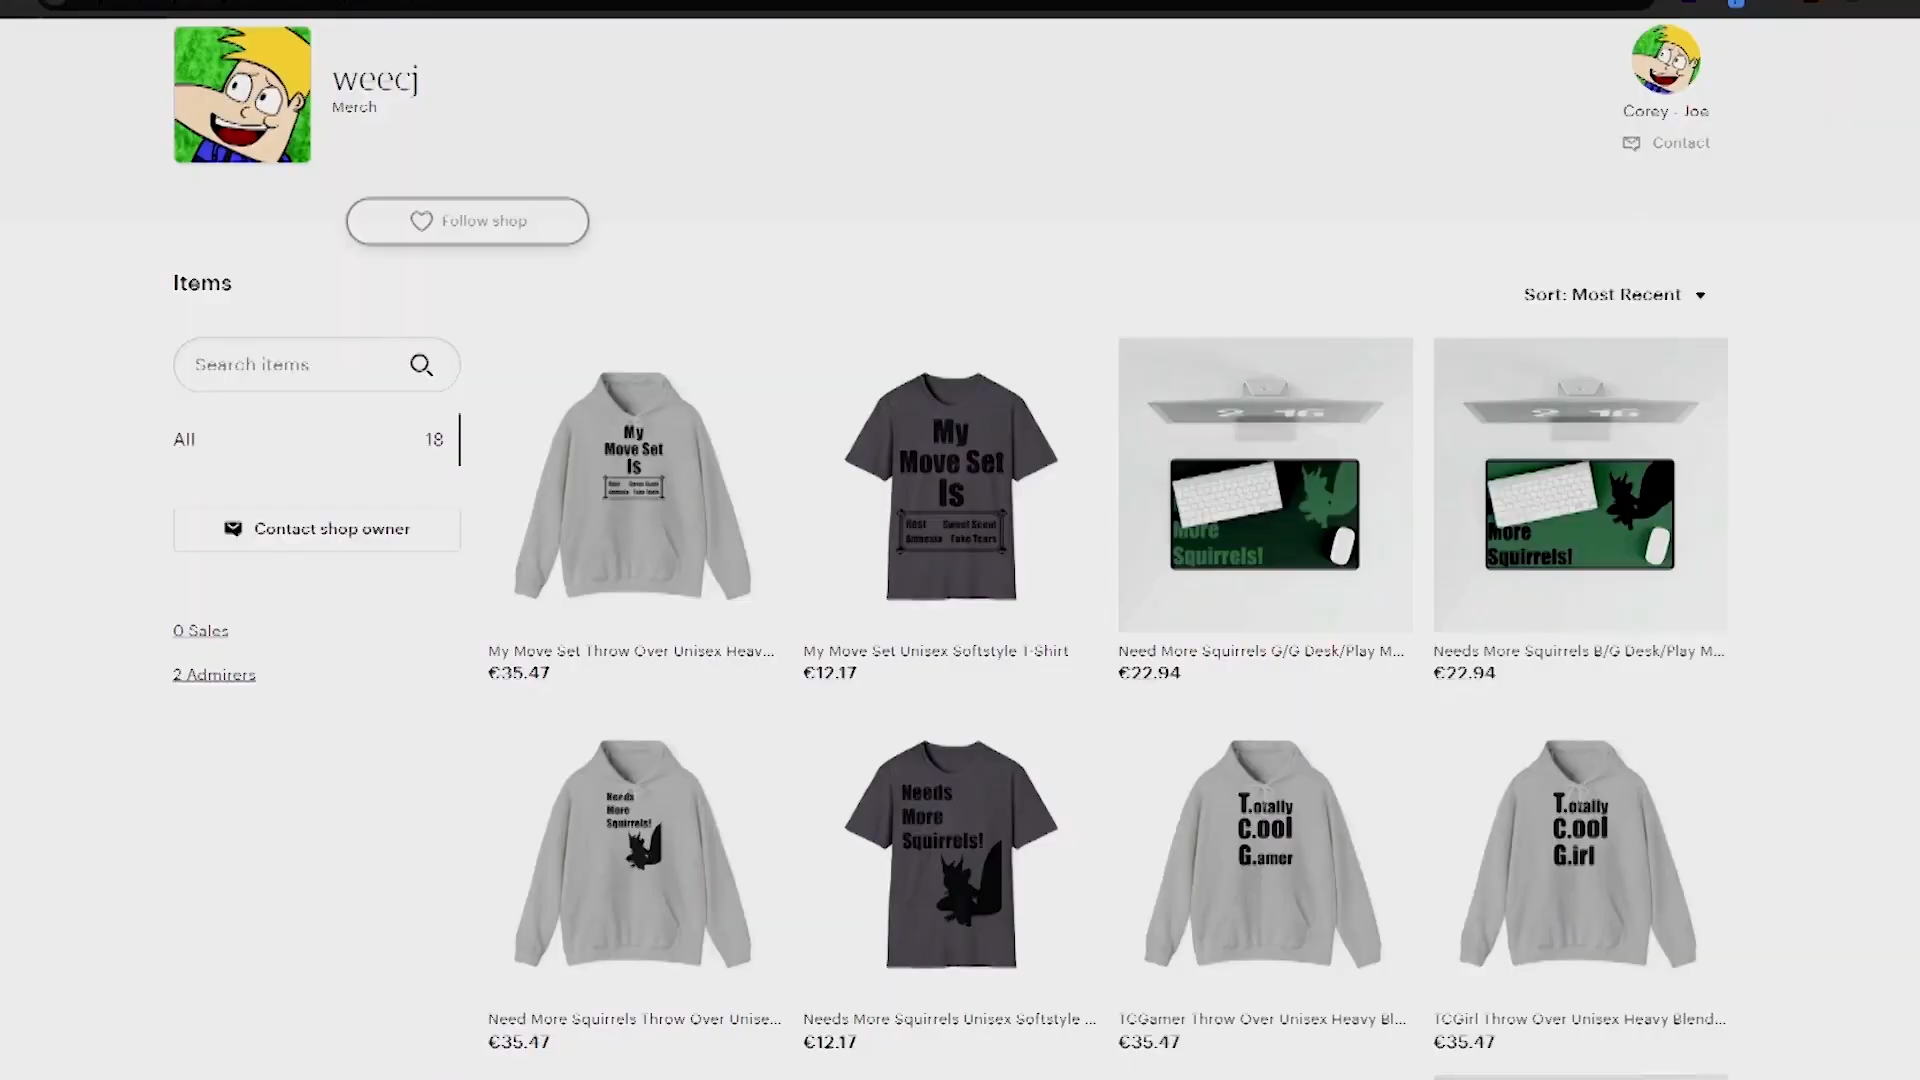 weecj
Merch
Corey - Joe
Contact
Follow shop
Items
Sort: Most Recent
Search items
All 18
Contact shop owner
0 Sales
2 Admirers
My
Move Set
Is
Rest Sweet Scent
Amnesia Fake Tears
My
Move Set
Is
Rest Sweet Scent
Amnesia Fake Tears
More
Squirrels!
More
Squirrels!
My Move Set Throw Over Unisex Heav...
€35.47
My Move Set Unisex Softstyle T-Shirt
€12.17
Need More Squirrels G/G Desk/Play M...
€22.94
Needs More Squirrels B/G Desk/Play M...
€22.94
Needs
More
Squirrels!
Needs
More
Squirrels!
T.otally
C.ool
G.amer
T.otally
C.ool
G.irl
Need More Squirrels Throw Over Unise...
€35.47
Needs More Squirrels Unisex Softstyle ...
€12.17
TCGamer Throw Over Unisex Heavy Bl...
€35.47
TCGirl Throw Over Unisex Heavy Blend...
€35.47